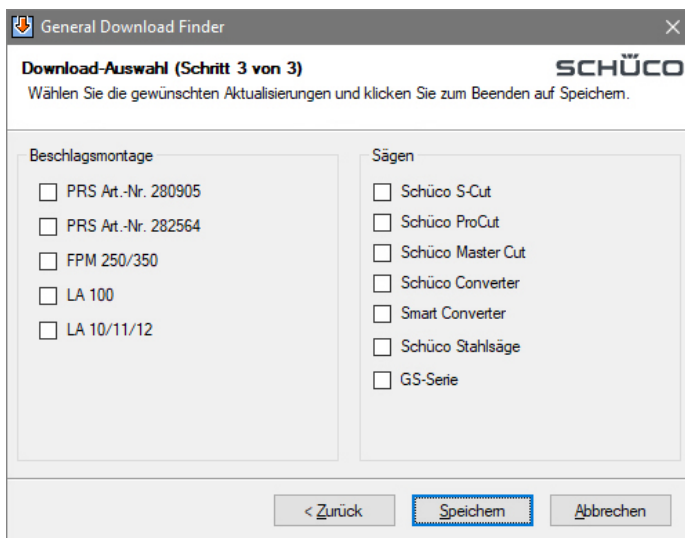 General Download Finder
Download-Auswahl (Schritt 3 von 3)
SCHÜCO
Wählen Sie die gewünschten Aktualisierungen und klicken Sie zum Beenden auf Speichern.
Beschlagsmontage
PRS Art.-Nr. 280905
PRS Art.-Nr. 282564
FPM 250/350
LA 100
LA 10/11/12
Sägen
Schüco S-Cut
Schüco ProCut
Schüco Master Cut
Schüco Converter
Smart Converter
Schüco Stahlsäge
GS-Serie
< Zurück
Speichern
Abbrechen